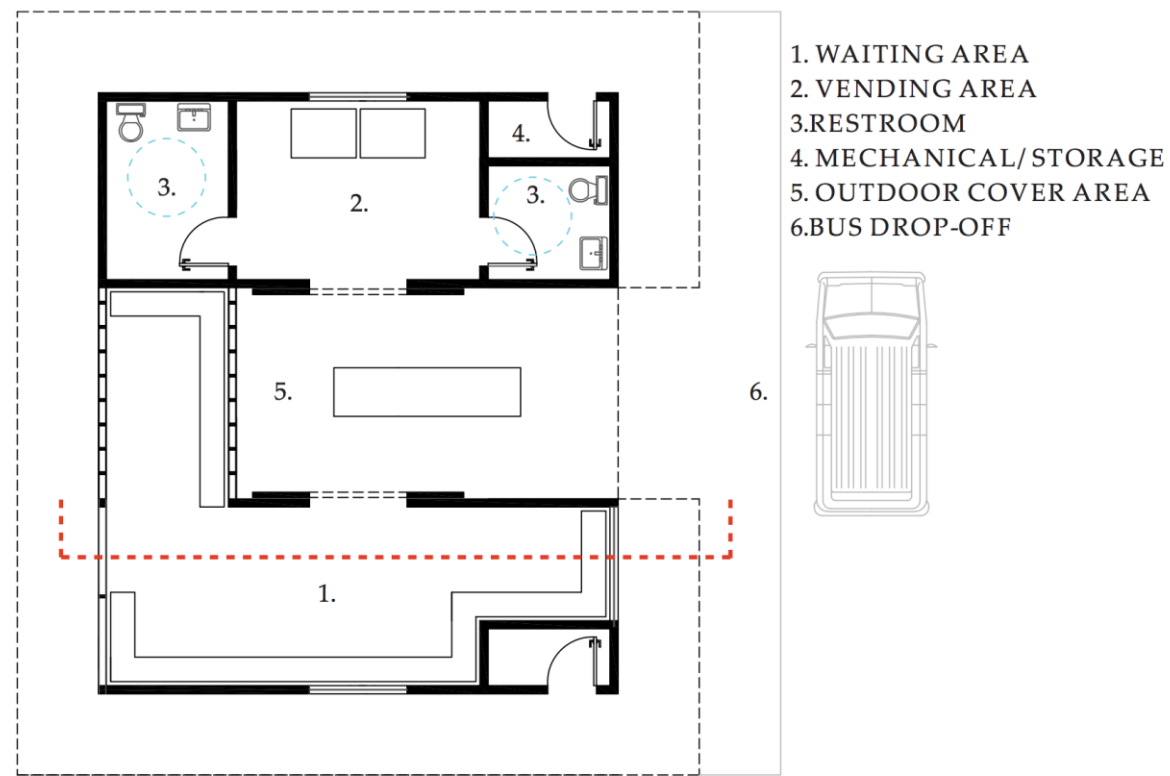 1. WAITING AREA
2. VENDING AREA
3.RESTROOM
4. MECHANICAL/ STORAGE
5. OUTDOOR COVER AREA
6.BUS DROP-OFF
4.
3.
3.
2.
5.
6.
1.